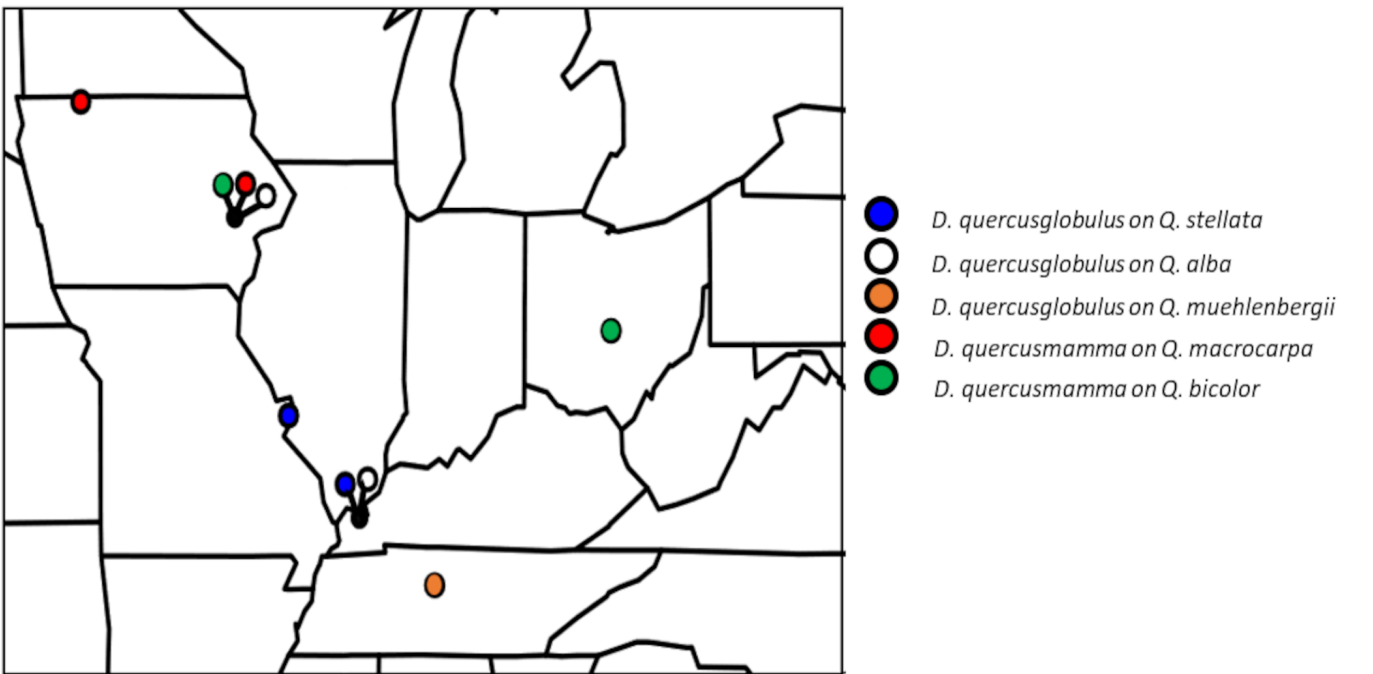 D. quercusglobulus on Q. stellata
D. quercusglobulus on Q. alba
D. quercusglobulus on Q. muehlenbergii
D. quercusmamma on Q. macrocarpa
D. quercusmamma on Q. bicolor